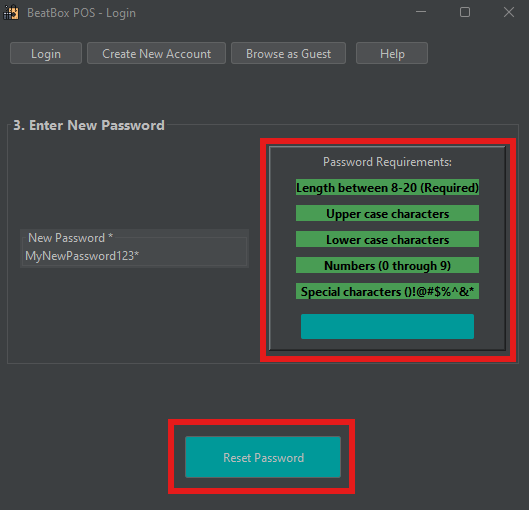 BeatBox POS - Login
Login
Create New Account
Browse as Guest
Help
3. Enter New Password
Password Requirements:
Length between 8-20 (Required)
Upper case characters
Lower case characters
New Password *
MyNewPassword123*
Numbers (0 through 9)
Special characters ()!@#$%^&*
Reset Password